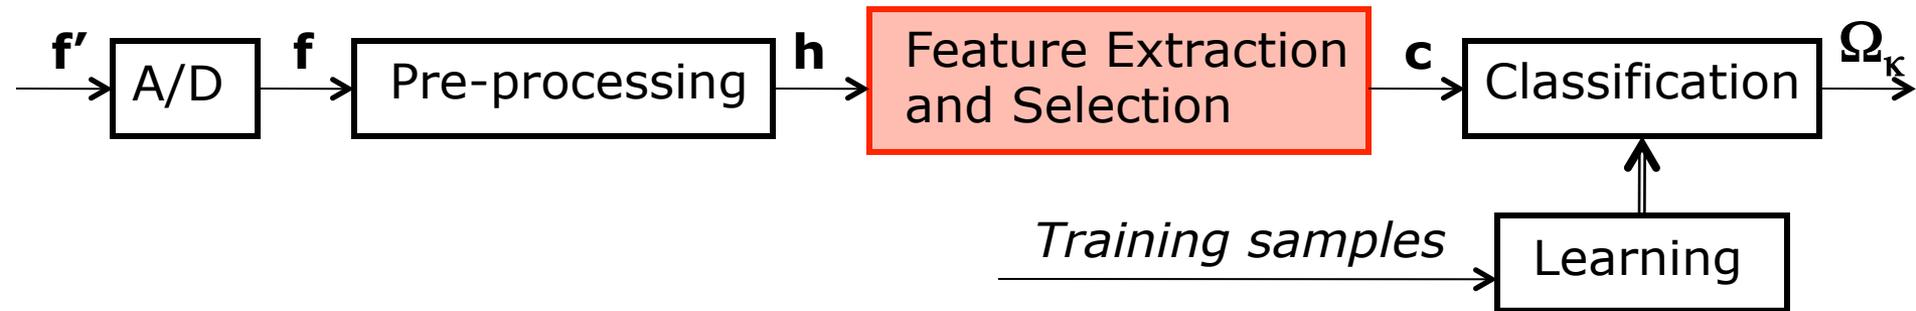 f′
A/D
f
Pre-processing
h
Feature Extraction
and Selection
c
Classification
Ωκ
Training samples
Learning